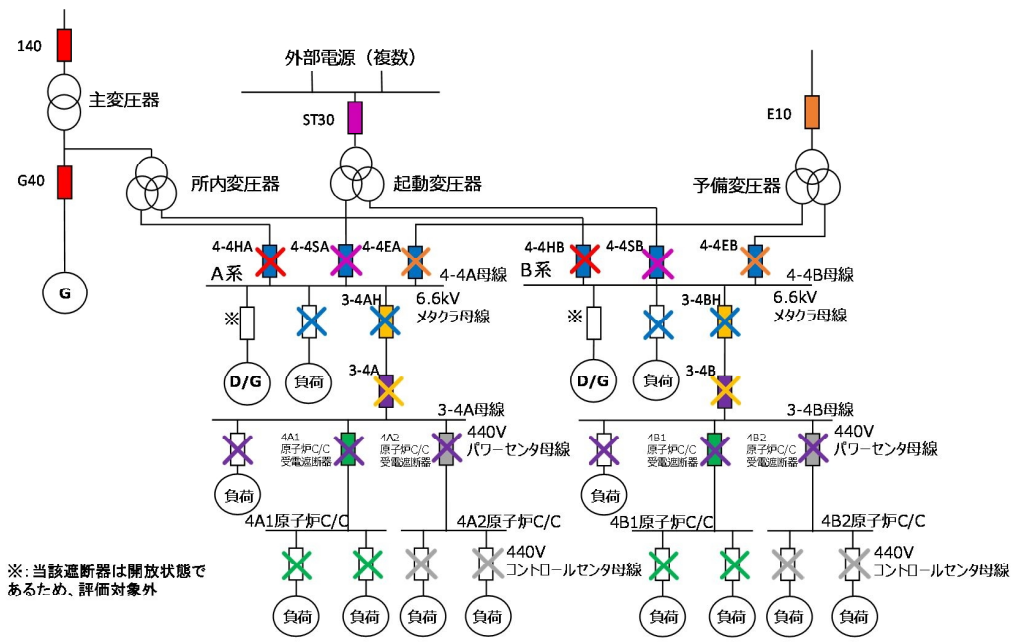 140
主変圧器
G40
G
外部電源（複数）
ST30
E10
所内変圧器
起動変圧器
予備変圧器
4-4HA
4-4SA
4-4EA
4-4HB
4-4SB
4-4EB
A系
4-4A母線
B系
4-4B母線
※
3-4AH
6.6kV
メタクラ母線
※
3-4BH
6.6kV
メタクラ母線
D/G
負荷
3-4A
D/G
負荷
3-4B
3-4A母線
3-4B母線
4A1
原子炉C/C
受電遮断器
4A2
原子炉C/C
受電遮断器
440V
パワーセンタ母線
4B1
原子炉C/C
受電遮断器
4B2
原子炉C/C
受電遮断器
440V
パワーセンタ母線
負荷
負荷
4A1原子炉C/C
4A2原子炉C/C
4B1原子炉C/C
4B2原子炉C/C
440V
コントロールセンタ母線
440V
コントロールセンタ母線
※：当該遮断器は開放状態で
あるため、評価対象外
負荷
負荷
負荷
負荷
負荷
負荷
負荷
負荷